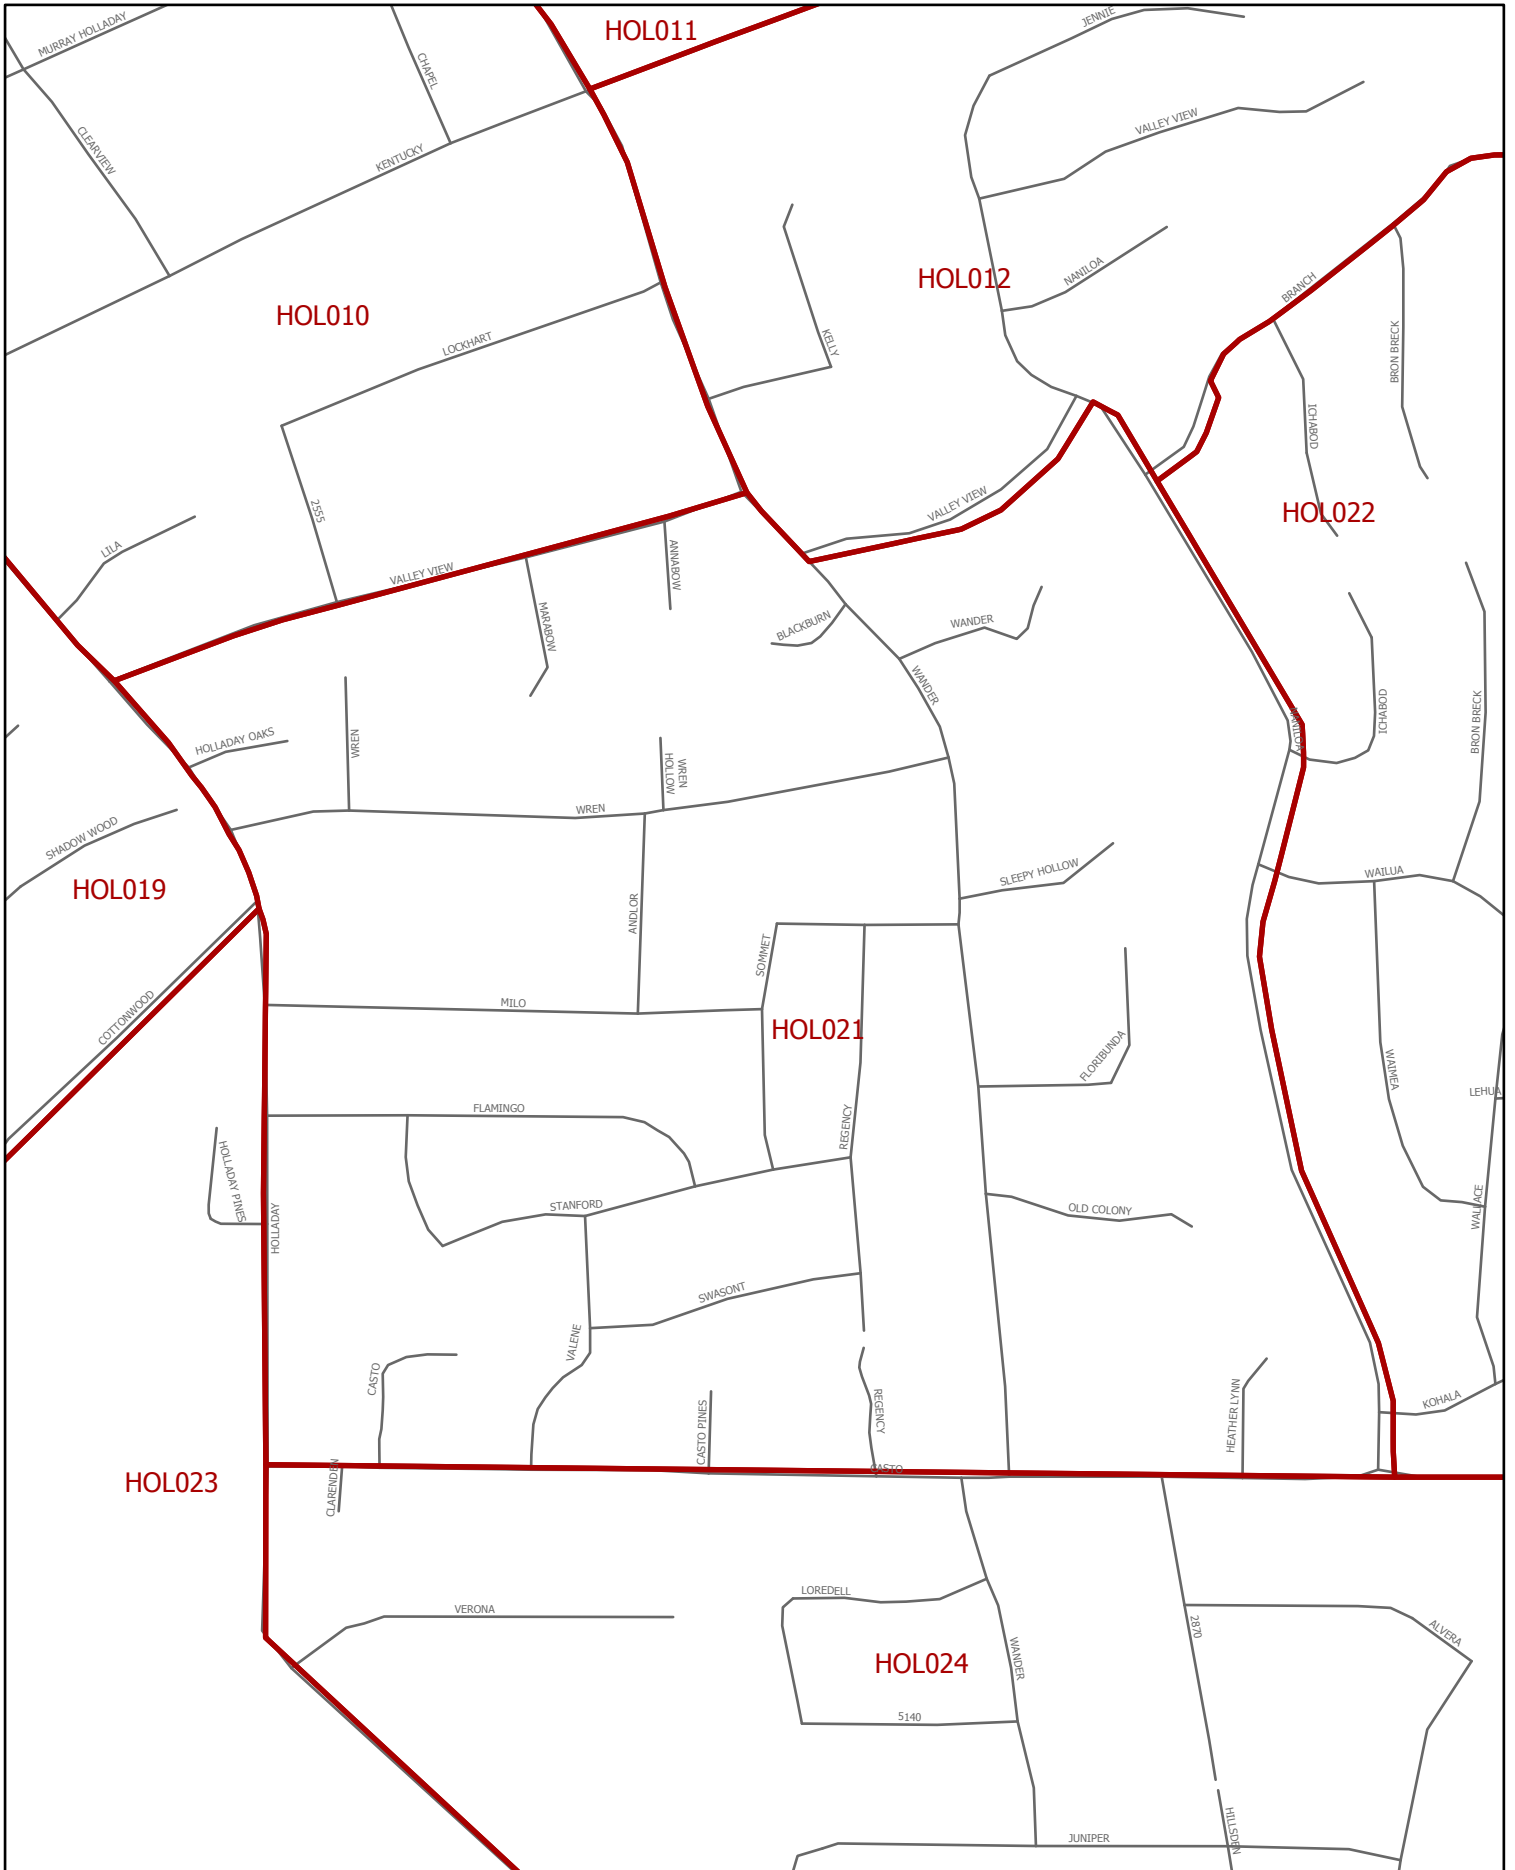 JENNIE
MURRAY HOLLADAY
HOL011
CHAPEL
VALLEY VIEW
CLEARVIEW
KENTUCKY
NANILOA
HOL012
BRANCH
HOL010
LOCKHART
KELLY
BRON BRECK
ICHABOD
VALLEY VIEW
2555
HOL022
LILA
VALLEY VIEW
ANNABOW
MARABOW
BLACKBURN
WANDER
WANDER
ICHABOD
BRON BRECK
NANILOA
HOLLADAY OAKS
WREN
WREN
HOLLOW
WREN
SHADOW WOOD
SLEEPY HOLLOW
WAILUA
HOL019
ANDLOR
SOMMET
MILO
COTTONWOOD
HOL021
FLORIBUNDA
WAIMEA
LEHUA
FLAMINGO
REGENCY
HOLLADAY PINES
HOLLADAY
STANFORD
OLD COLONY
WALLACE
SWASONT
VALENE
CASTO
CASTO PINES
REGENCY
HEATHER LYNN
KOHALA
CASTO
HOL023
CLARENDEN
LOREDELL
VERONA
2870
ALVERA
WANDER
HOL024
5140
HILLSDEN
JUNIPER